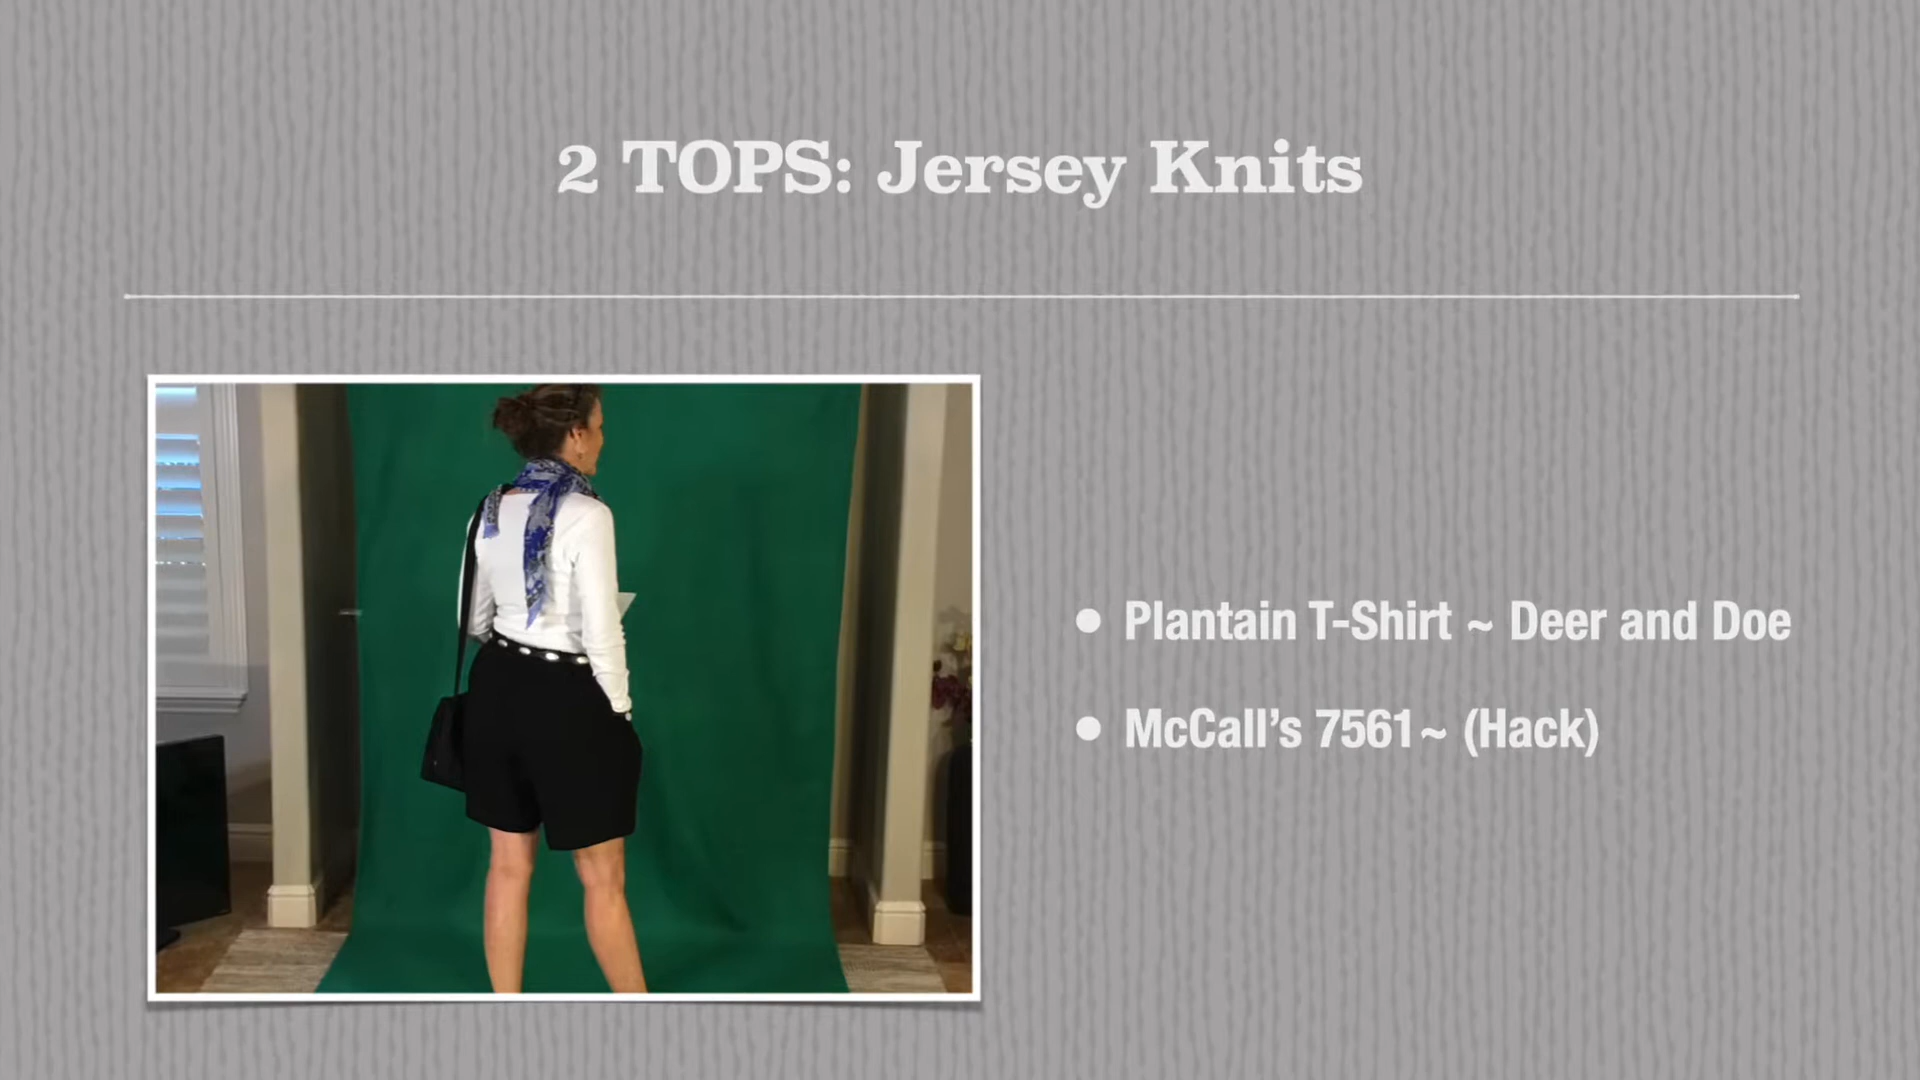 2 TOPS: Jersey Knits
• Plantain T-Shirt ~ Deer and Doe
• McCall’s 7561~ (Hack)